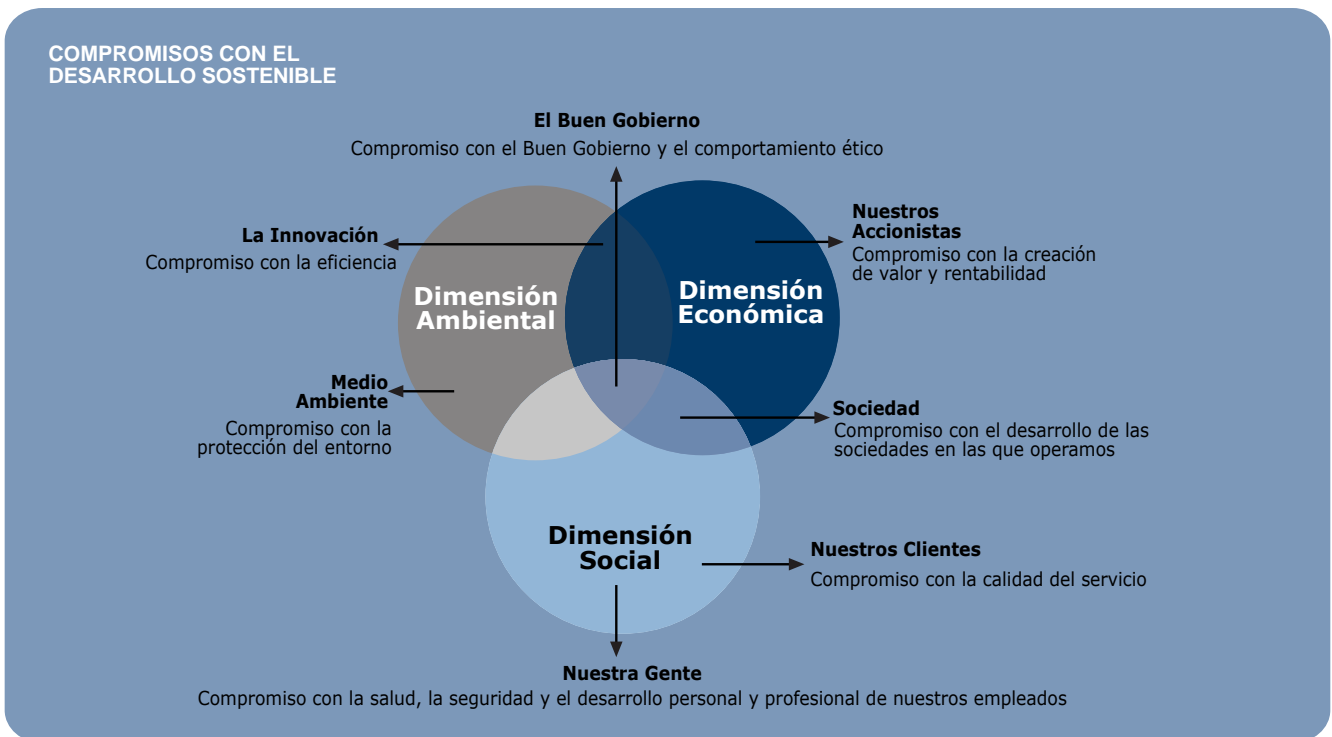 COMPROMISOS CON EL
DESARROLLO SOSTENIBLE
El Buen Gobierno
Compromiso con el Buen Gobierno y el comportamiento ético
La Innovación
Compromiso con la eficiencia
Nuestros
Accionistas
Compromiso con la creación
de valor y rentabilidad
Dimensión
Ambiental
Dimensión
Económica
Medio
Ambiente
Compromiso con la
protección del entorno
Sociedad
Compromiso con el desarrollo de las
sociedades en las que operamos
Dimensión
Social
Nuestros Clientes
Compromiso con la calidad del servicio
Nuestra Gente
Compromiso con la salud, la seguridad y el desarrollo personal y profesional de nuestros empleados